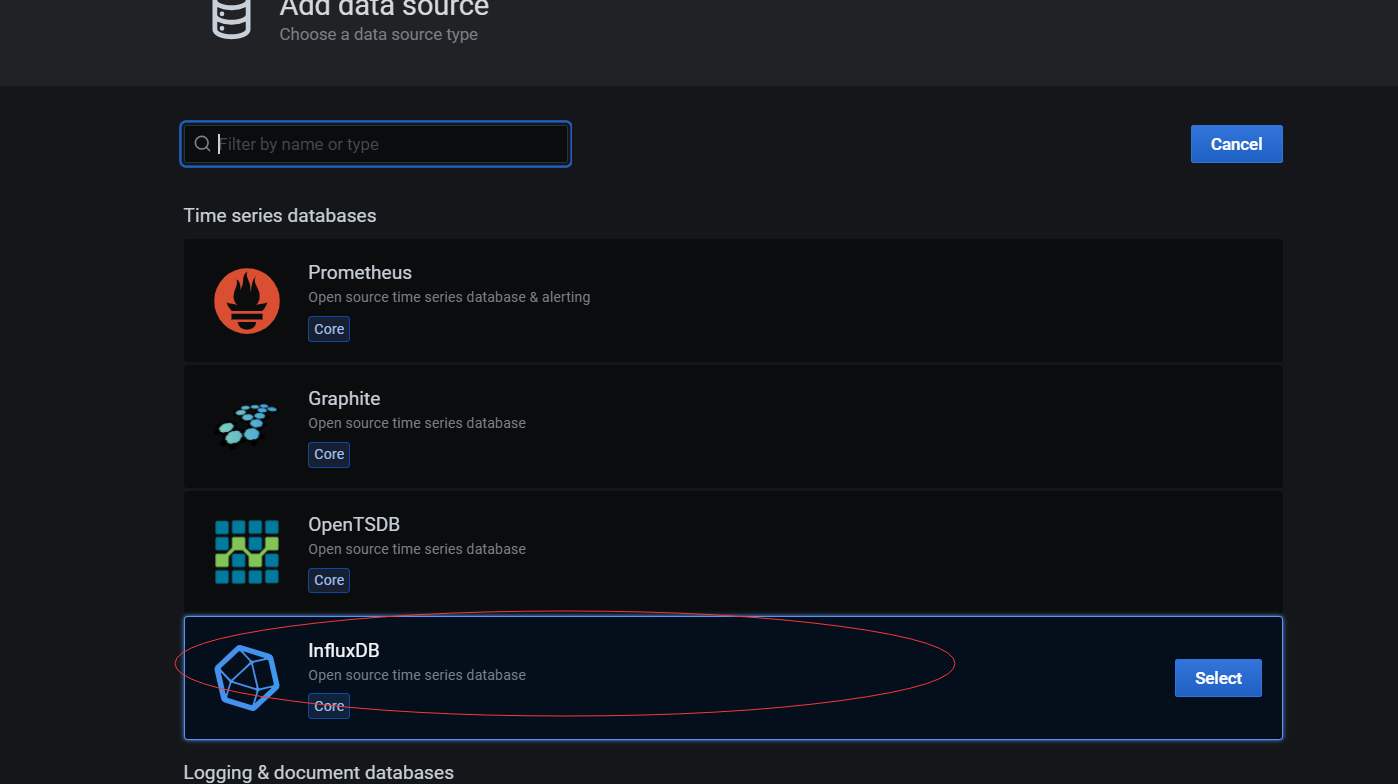 Add data source
Choose a data source type
Filter by name or type
Cancel
Time series databases
Prometheus
Open source time series database & alerting
Core
Graphite
Open source time series database
Core
OpenTSDB
Open source time series database
Core
InfluxDB
Open source time series database
Core
Select
Logging & document databases